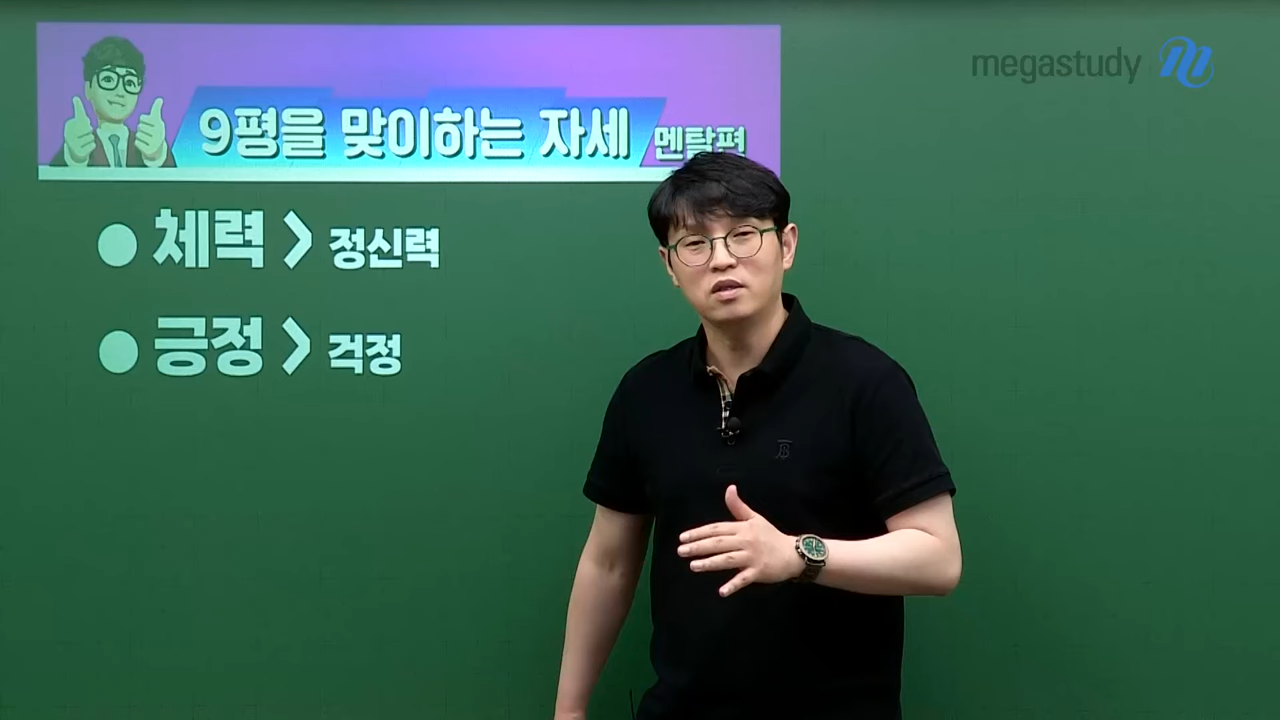 megastudy
9평을 맞이하는 자세 멘탈편
● 체력 > 정신력
● 긍정 > 걱정